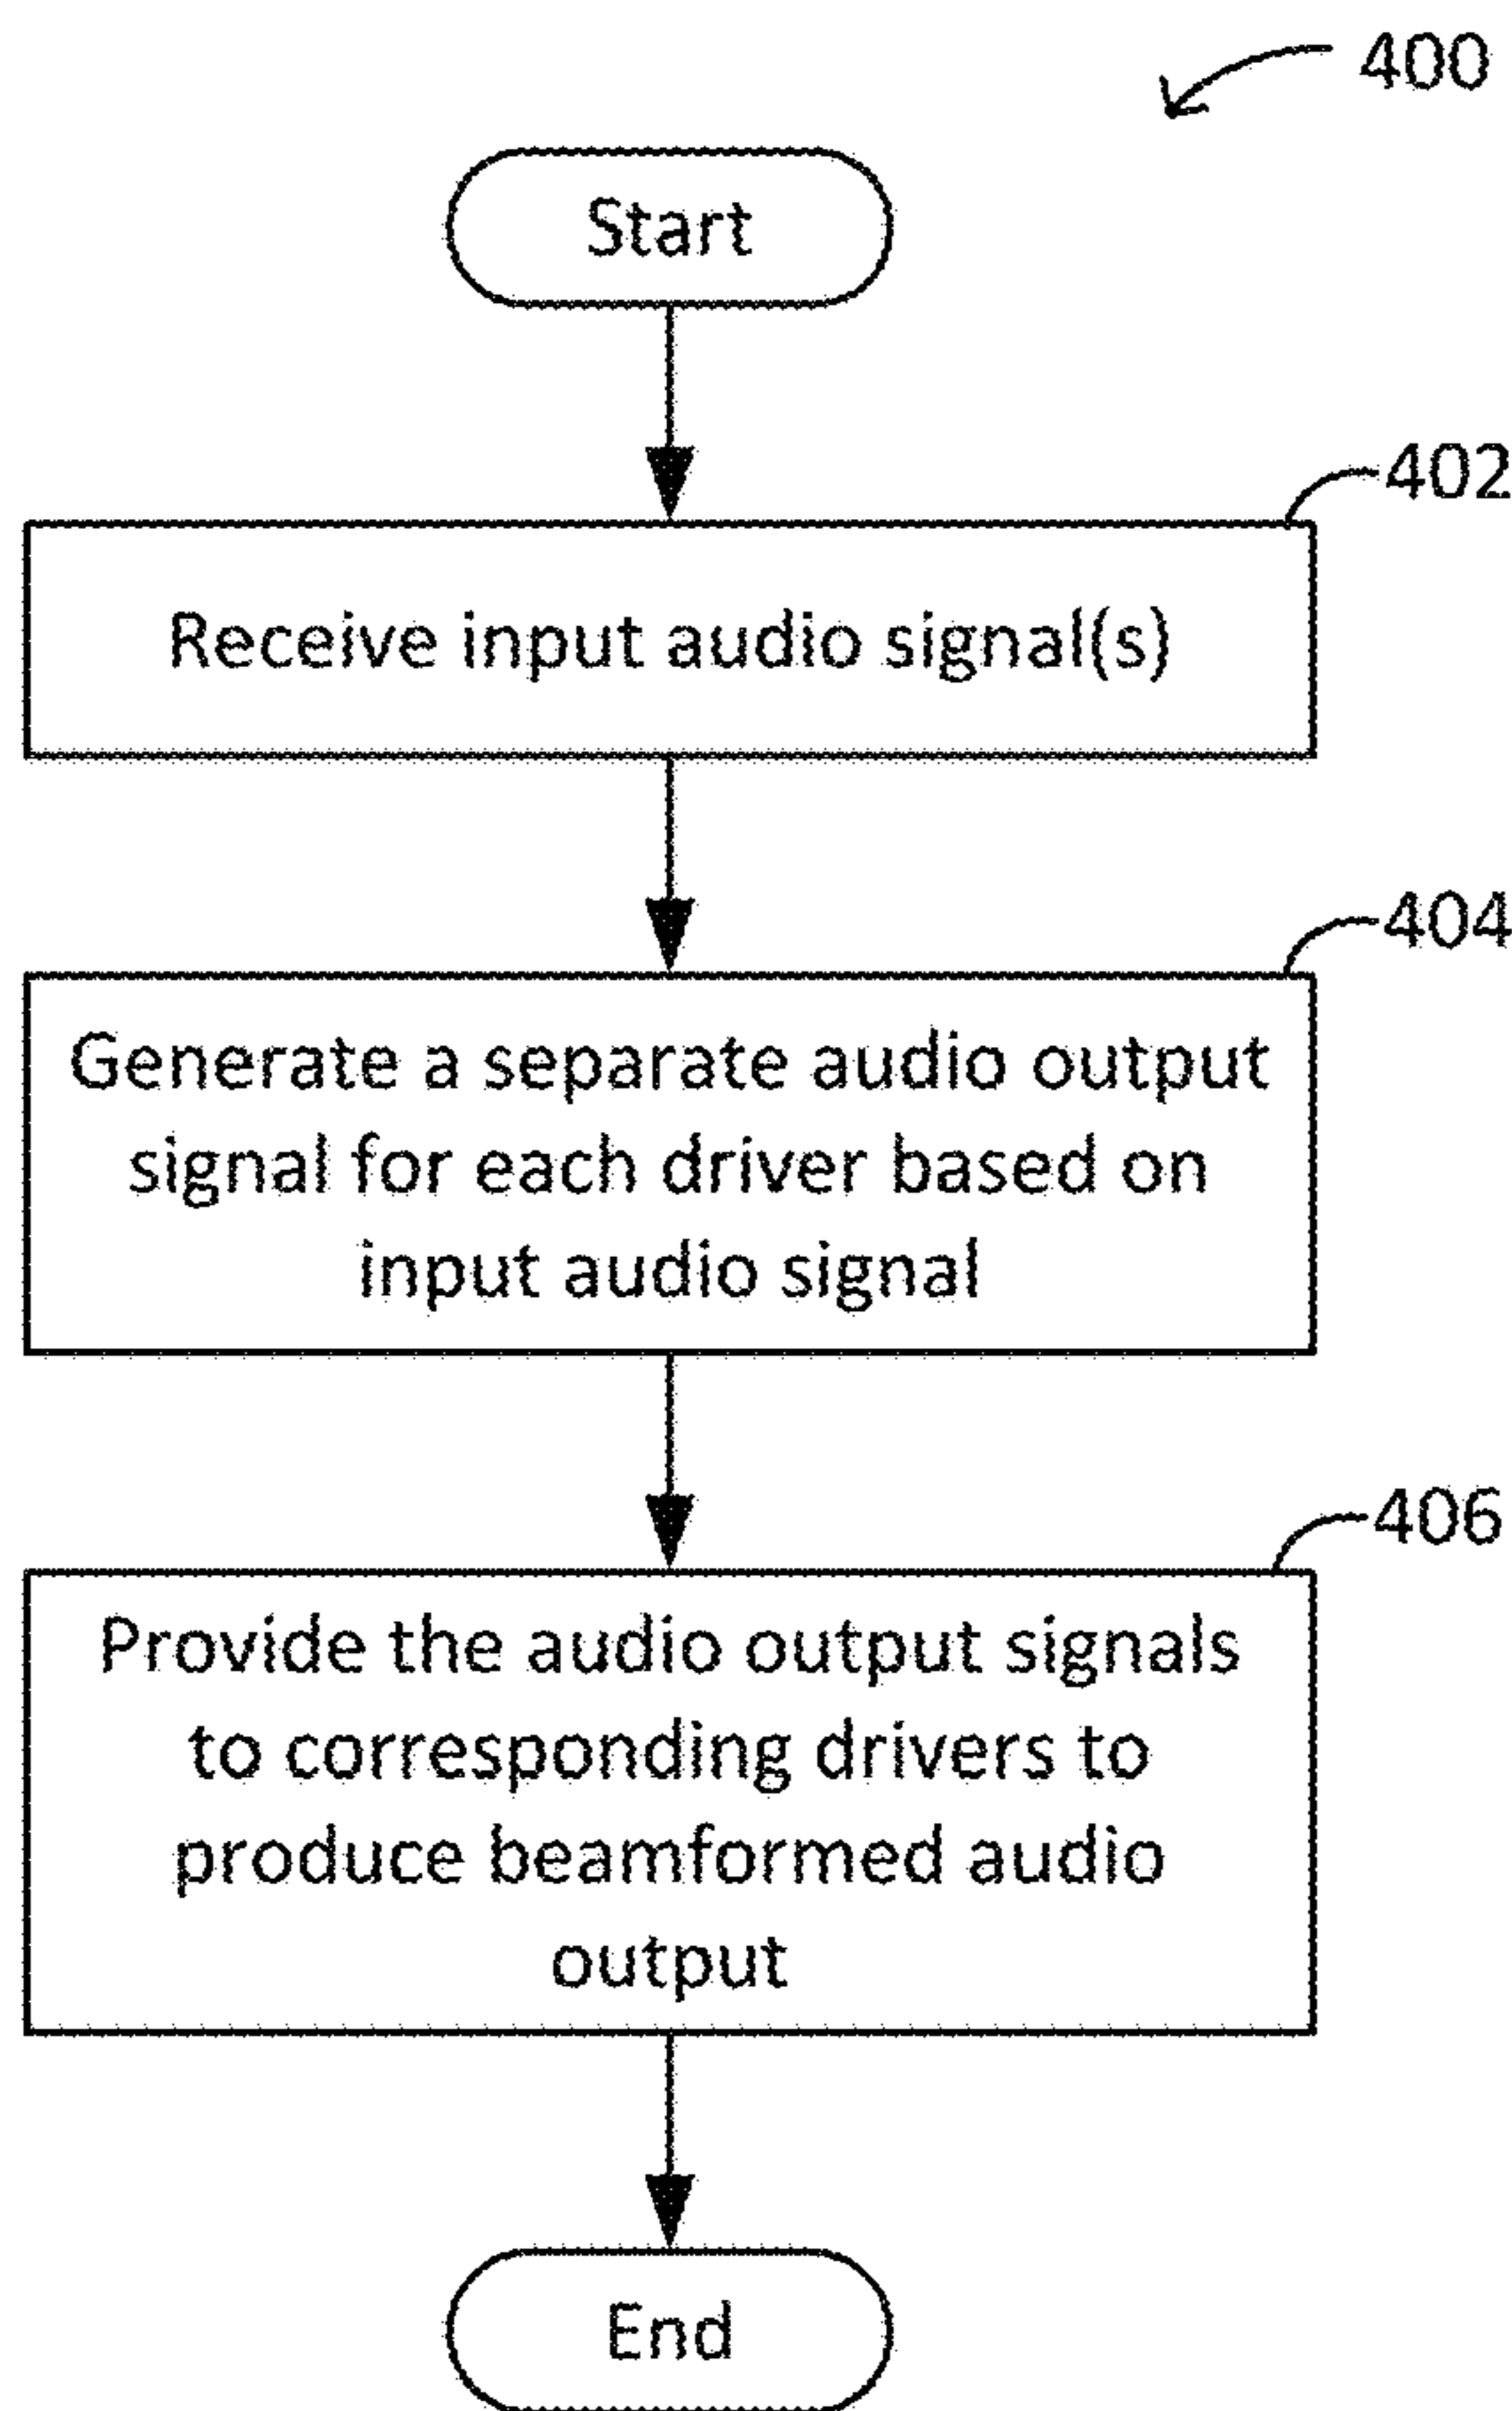 400
Start
402
Receive input audio signal(s)
404
Generate a separate audio output
signal for each driver based on
input audio signal
406
Provide the audio output signals
to corresponding drivers to
produce beamformed audio
output
End